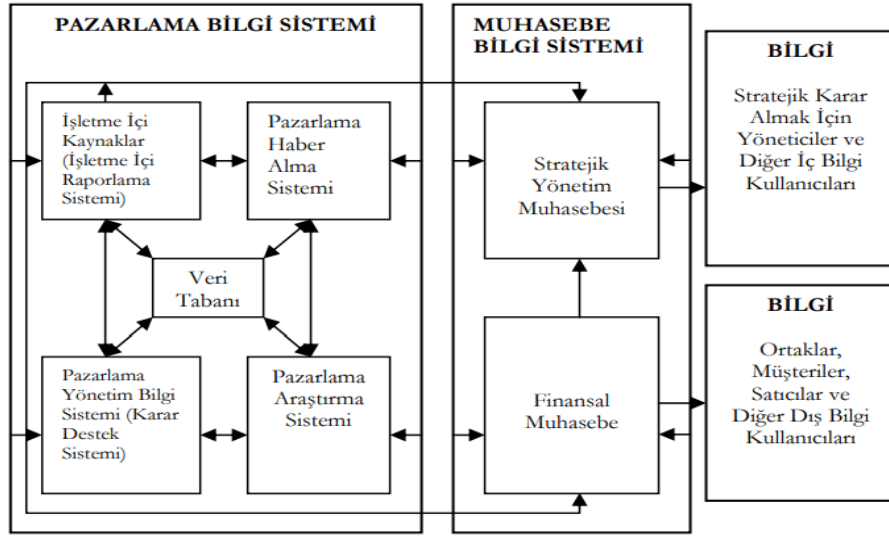 PAZARLAMA BİLGİ SİSTEMİ
İşletme İçi
Kaynaklar
(İşletme İçi
Raporlama
Sistemi)
Pazarlama
Haber
Alma
Sistemi
Veri
Tabanı
Pazarlama
Yönetim Bilgi
Sistemi (Karar
Destek
Sistemi)
Pazarlama
Araştırma
Sistemi
MUHASEBE
BİLGİ SİSTEMİ
Stratejik
Yönetim
Muhasebesi
Finansal
Muhasebe
BİLGİ
Stratejik Karar
Almak İçin
Yöneticiler ve
Diğer İç Bilgi
Kullanıcıları
BİLGİ
Ortaklar,
Müşteriler,
Satıcılar ve
Diğer Dış Bilgi
Kullanıcıları